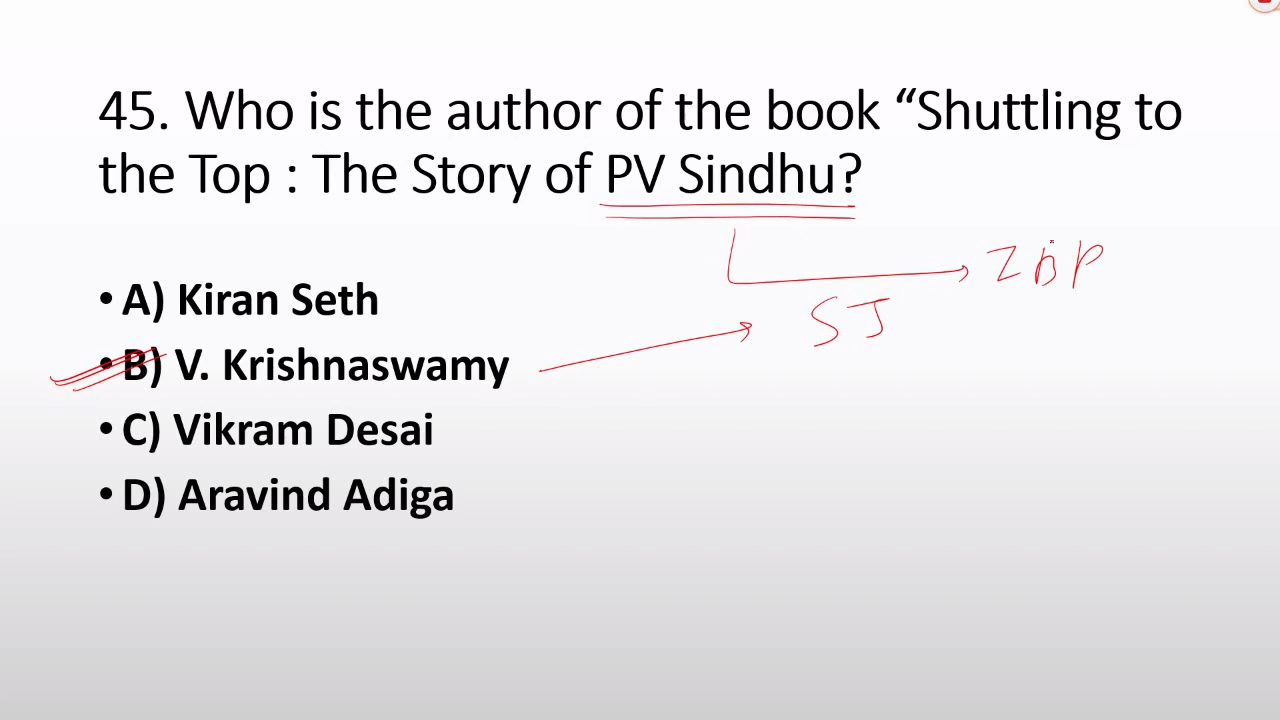 45. Who is the author of the book “Shuttling to
the Top : The Story of PV Sindhu?
• A) Kiran Seth
• B) V. Krishnaswamy
• C) Vikram Desai
• D) Aravind Adiga
SJ